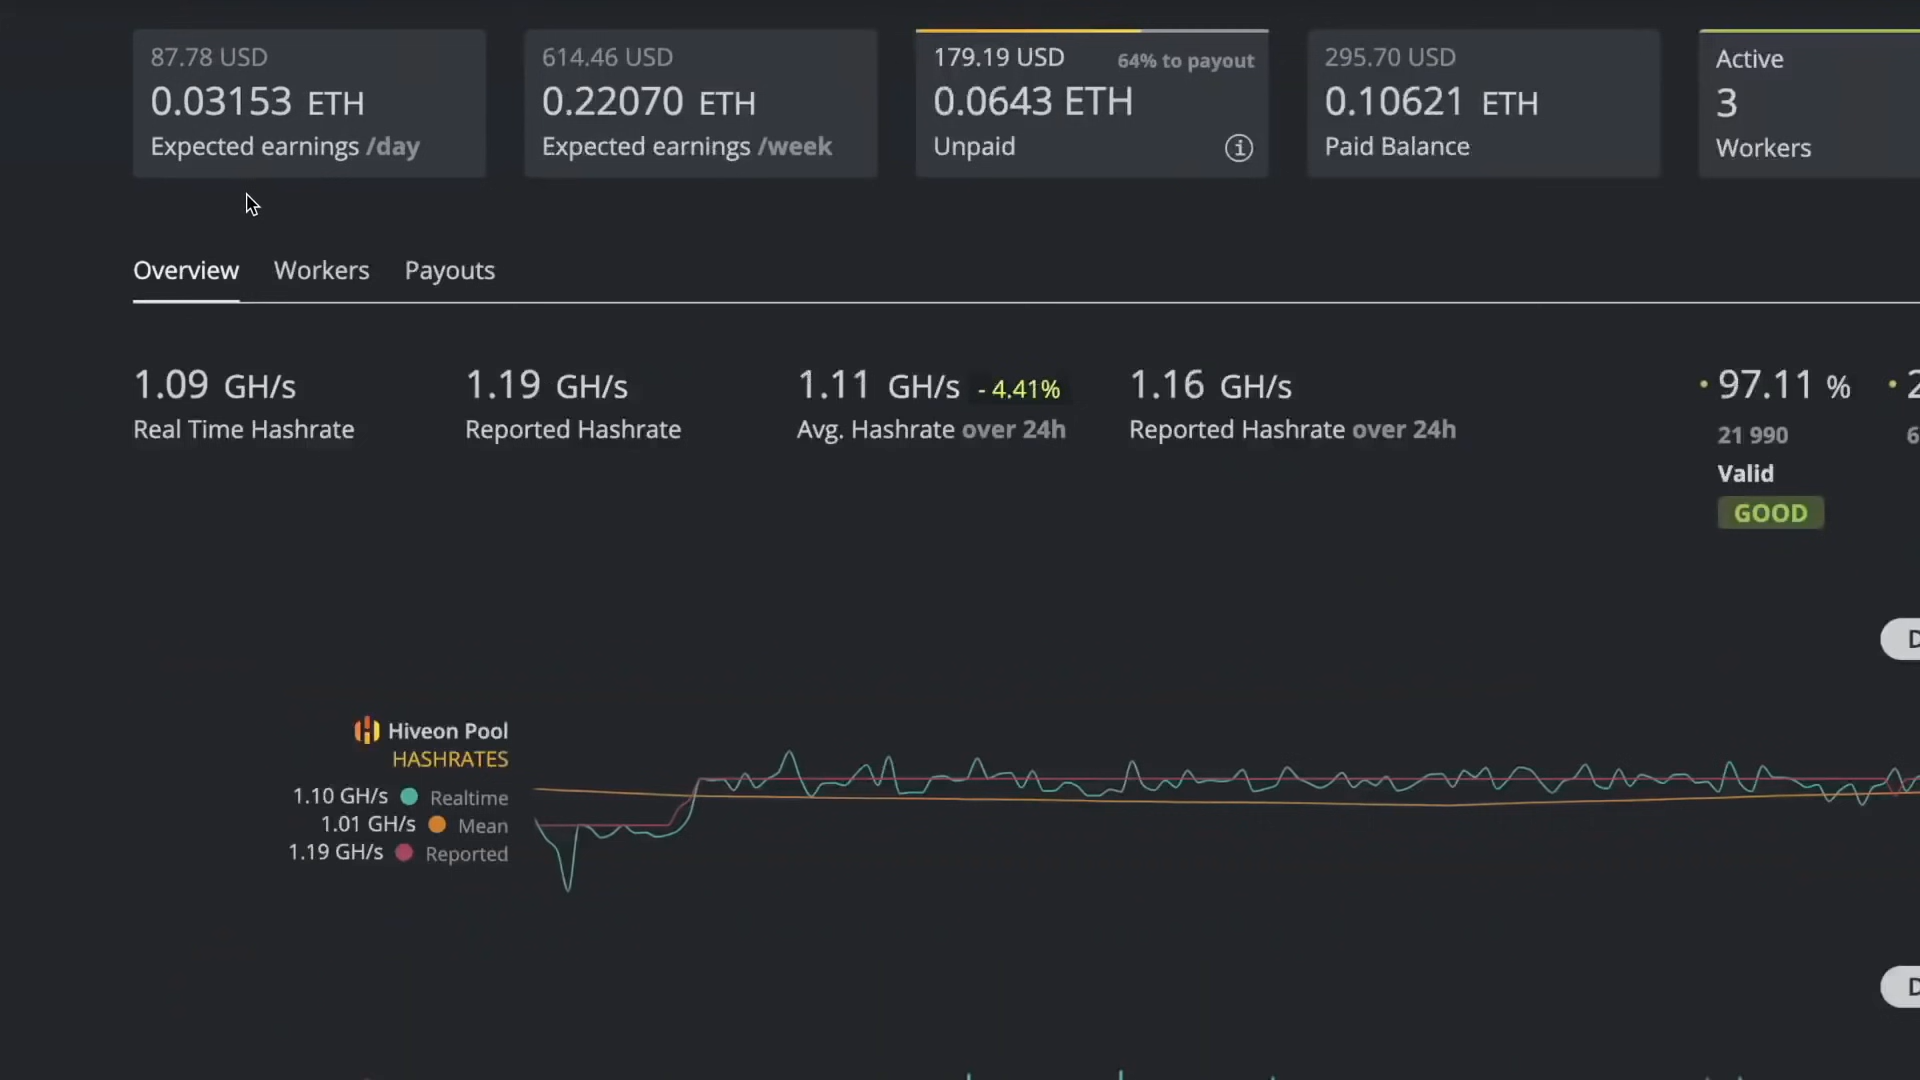 87.78 USD
0.03153 ETH
Expected earnings /day
614.46 USD
0.22070 ETH
Expected earnings /week
179.19 USD
64% to payout
0.0643 ETH
Unpaid
295.70 USD
0.10621 ETH
Paid Balance
Active
3
Workers
Overview
Workers
Payouts
1.09 GH/s
Real Time Hashrate
1.19 GH/s
Reported Hashrate
1.11 GH/s - 4.41%
Avg. Hashrate over 24h
1.16 GH/s
Reported Hashrate over 24h
97.11 %
21 990
Valid
GOOD
Hiveon Pool
HASHRATES
1.10 GH/s Realtime
1.01 GH/s Mean
1.19 GH/s Reported